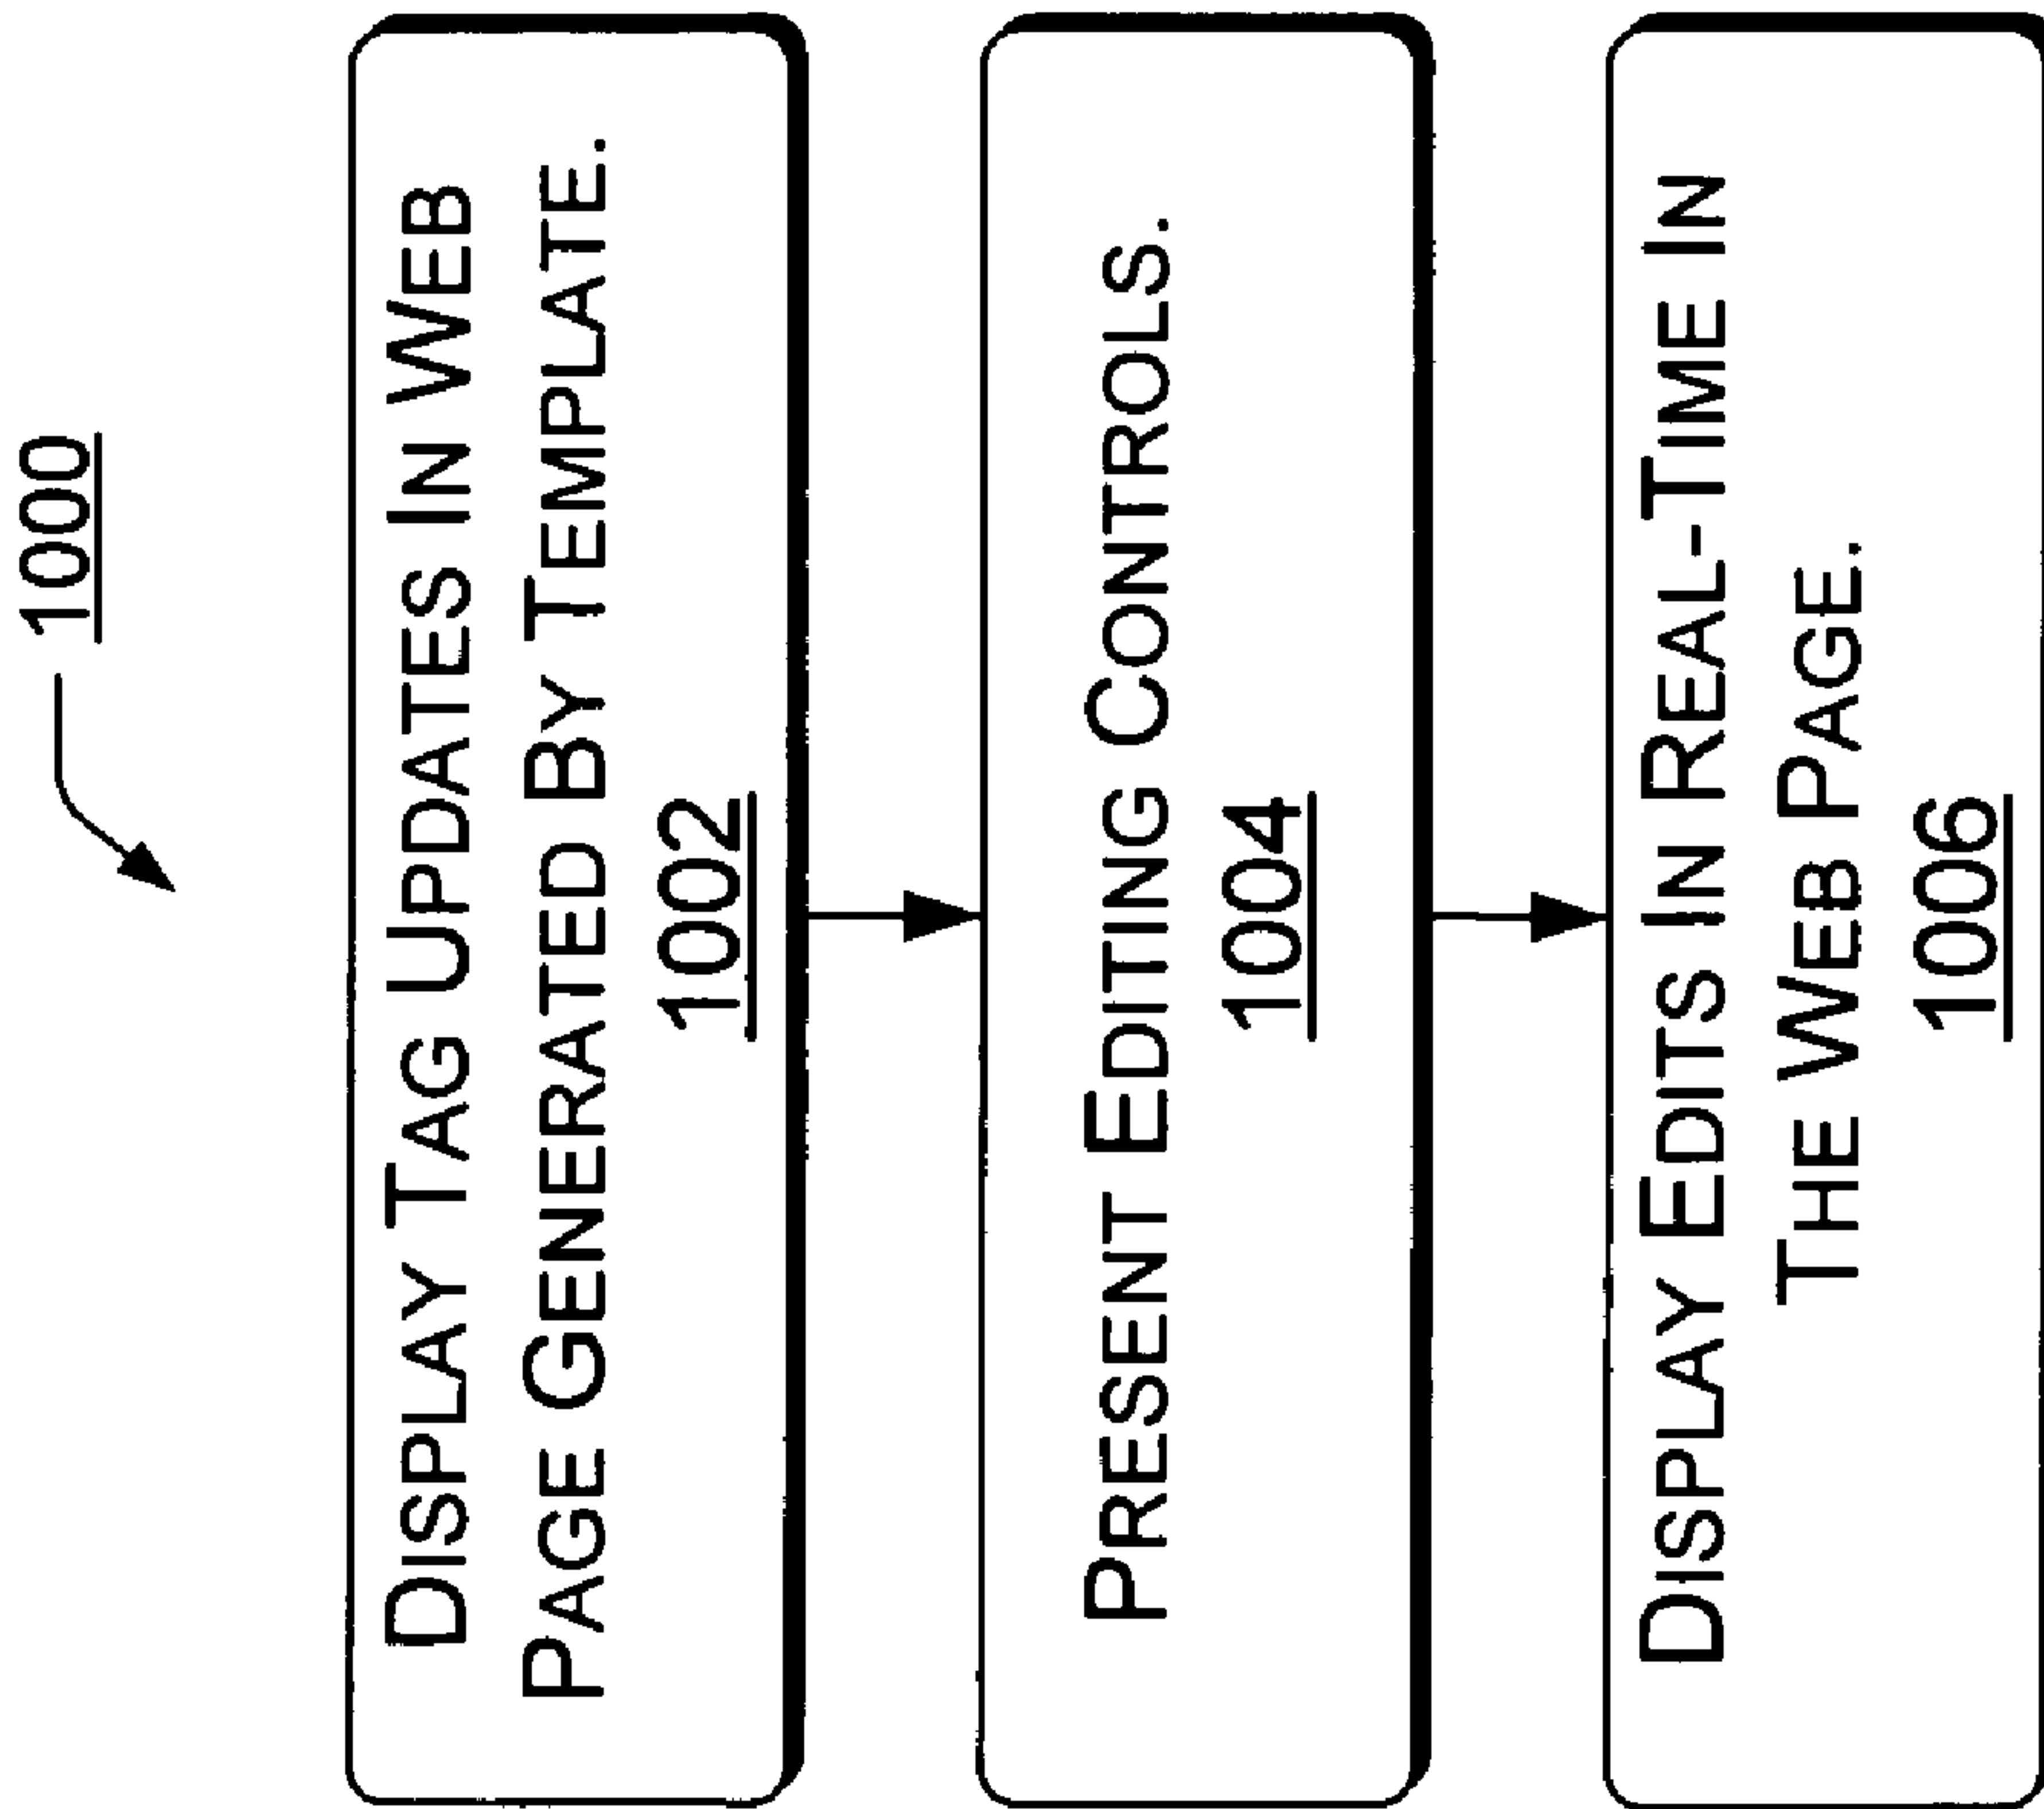 1000
DISPLAY TAG UPDATES IN WEB
PAGE GENERATED BY TEMPLATE.
1002
PRESENT EDITING CONTROLS.
1004
DISPLAY EDITS IN REAL-TIME IN
THE WEB PAGE.
1006